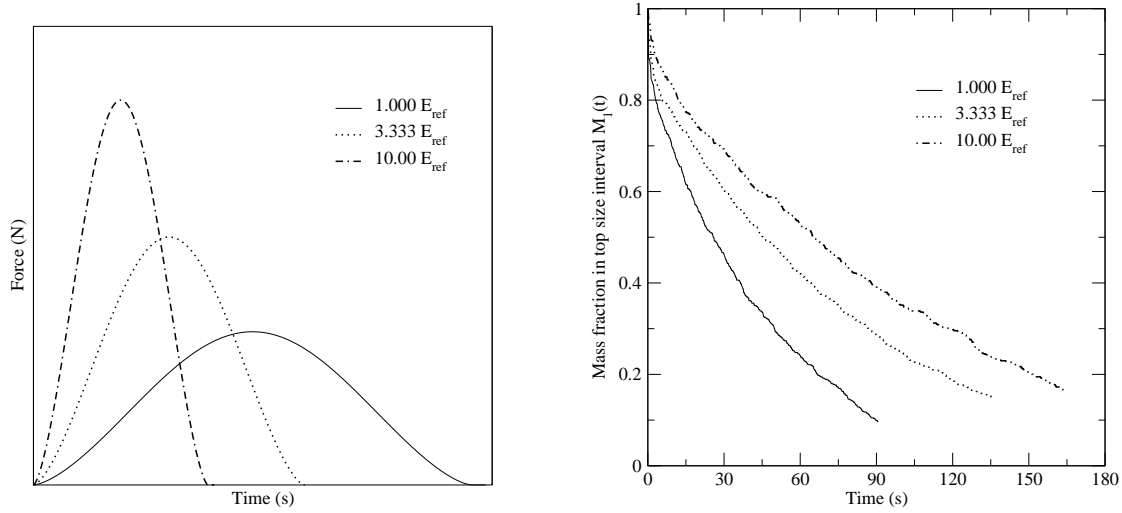 Force (N)
1.000 E_ref
3.333 E_ref
10.00 E_ref
Time (s)
Mass fraction in top size interval M_1(t)
1
0.8
0.6
0.4
0.2
0
1.000 E_ref
3.333 E_ref
10.00 E_ref
0 30 60 90 120 150 180
Time (s)